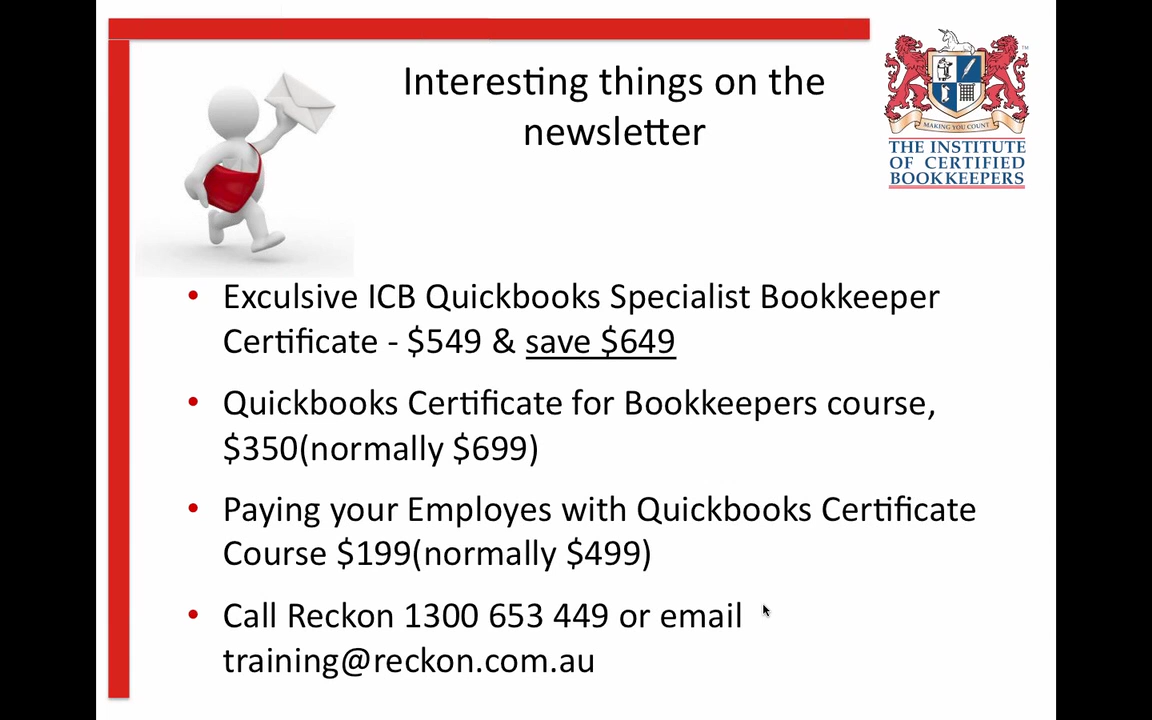 Interesting things on the
newsletter
TM
MAKING YOU COUNT
THE INSTITUTE
OF CERTIFIED
BOOKKEEPERS
• Exculsive ICB Quickbooks Specialist Bookkeeper
Certificate - $549 & save $649
• Quickbooks Certificate for Bookkeepers course,
$350(normally $699)
• Paying your Employes with Quickbooks Certificate
Course $199(normally $499)
• Call Reckon 1300 653 449 or email
training@reckon.com.au